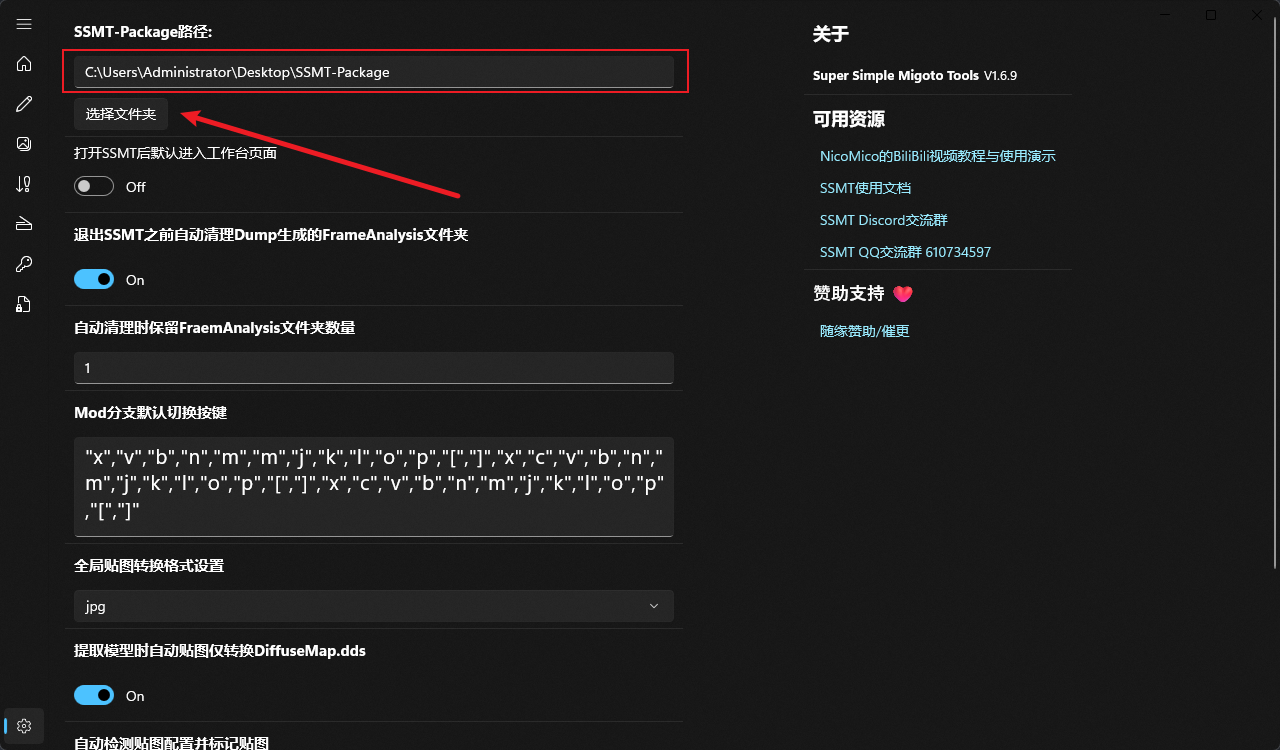 SSMT-Package路径:
C:\Users\Administrator\Desktop\SSMT-Package
选择文件夹
打开SSMT后默认进入工作台页面
Off
退出SSMT之前自动清理Dump生成的FrameAnalysis文件夹
On
自动清理时保留FraemAnalysis文件夹数量
1
Mod分支默认切换按键
"x","v","b","n","m","m","j","k","l","o","p","[","]","x","c","v","b","n","
m","j","k","l","o","p","[","]","x","c","v","b","n","m","j","k","l","o","p"
,"[","]"
全局贴图转换格式设置
jpg
提取模型时自动贴图仅转换DiffuseMap.dds
On
自动检测贴图配置并标记贴图
关于
Super Simple Migoto Tools V1.6.9
可用资源
NicoMico的BiliBili视频教程与使用演示
SSMT使用文档
SSMT Discord交流群
SSMT QQ交流群 610734597
赞助支持
随缘赞助/催更